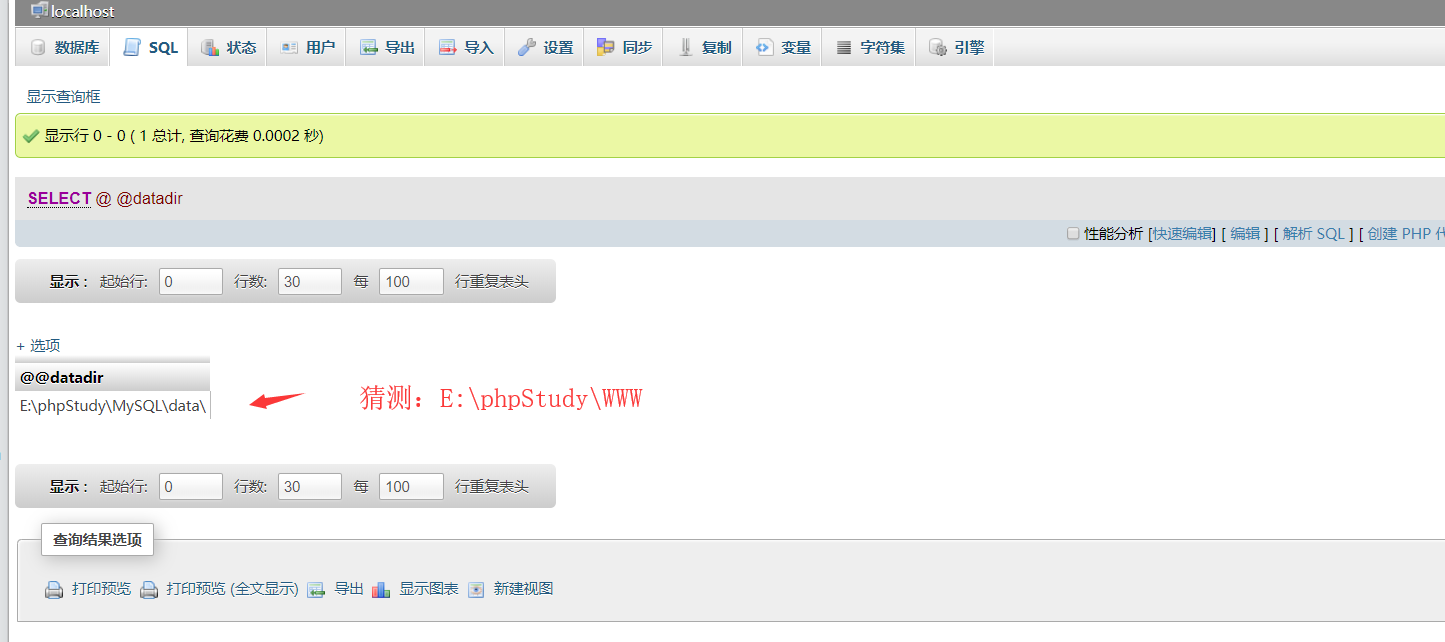 localhost
数据库 SQL 状态 用户 导出 导入 设置 同步 复制 变量 字符集 引擎
显示查询框
显示行 0 - 0 ( 1 总计, 查询花费 0.0002 秒)
SELECT @ @datadir
性能分析 [快速编辑] [ 编辑 ] [ 解析 SQL ] [ 创建 PHP
显示 : 起始行: 0 行数: 30 每 100 行重复表头
+ 选项
@@datadir
E:\phpStudy\MySQL\data\
猜测：E:\phpStudy\WWW
显示 : 起始行: 0 行数: 30 每 100 行重复表头
查询结果选项
打印预览 打印预览 (全文显示) 导出 显示图表 新建视图